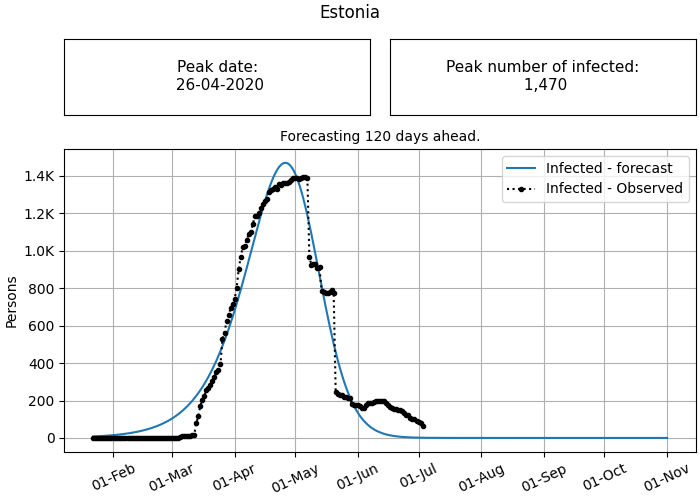 Estonia
Peak date:
26-04-2020
Peak number of infected:
1,470
Forecasting 120 days ahead.
Infected - forecast
Infected - Observed
1.4K
1.2K
1.0K
800
600
400
200
0
Persons
01-Feb
01-Mar
01-Apr
01-May
01-Jun
01-Jul
01-Aug
01-Sep
01-Oct
01-Nov